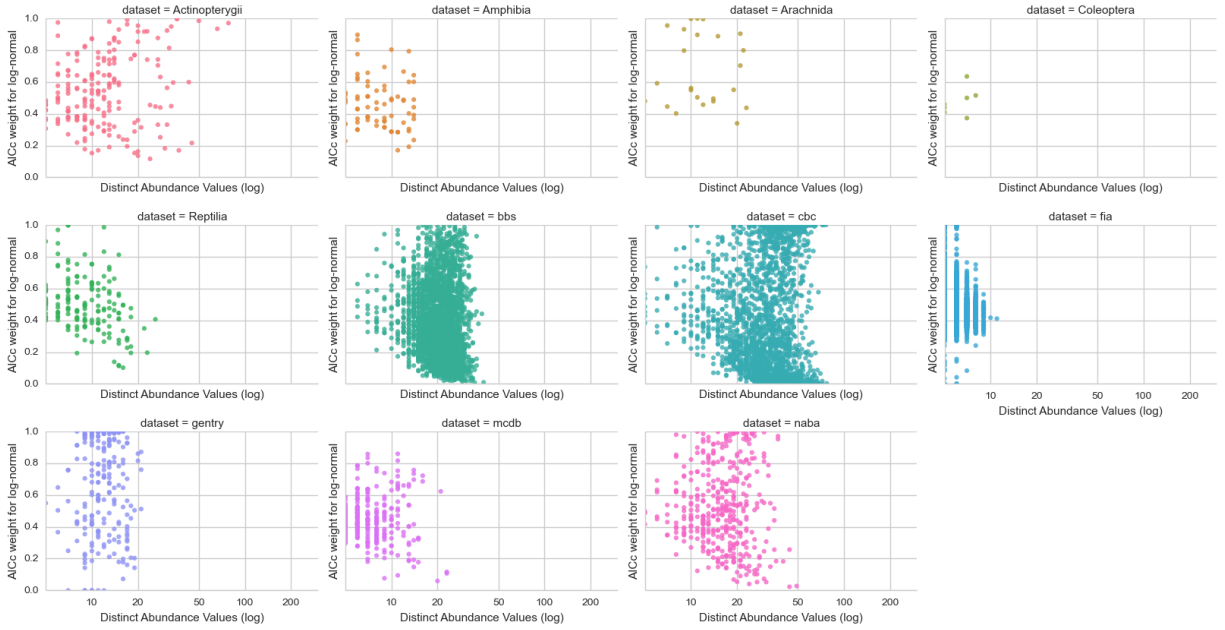 dataset = Actinopterygii
dataset = Amphibia
dataset = Arachnida
dataset = Coleoptera
AICc weight for log-normal
1.0
0.8
0.6
0.4
0.2
0.0
AICc weight for log-normal
AICc weight for log-normal
AICc weight for log-normal
Distinct Abundance Values (log)
Distinct Abundance Values (log)
Distinct Abundance Values (log)
Distinct Abundance Values (log)
dataset = Reptilia
dataset = bbs
dataset = cbc
dataset = fia
AICc weight for log-normal
1.0
0.8
0.6
0.4
0.2
0.0
AICc weight for log-normal
AICc weight for log-normal
AICc weight for log-normal
10 20 50 100 200
Distinct Abundance Values (log)
Distinct Abundance Values (log)
Distinct Abundance Values (log)
Distinct Abundance Values (log)
dataset = gentry
dataset = mcdb
dataset = naba
AICc weight for log-normal
1.0
0.8
0.6
0.4
0.2
0.0
AICc weight for log-normal
AICc weight for log-normal
10 20 50 100 200
10 20 50 100 200
10 20 50 100 200
Distinct Abundance Values (log)
Distinct Abundance Values (log)
Distinct Abundance Values (log)